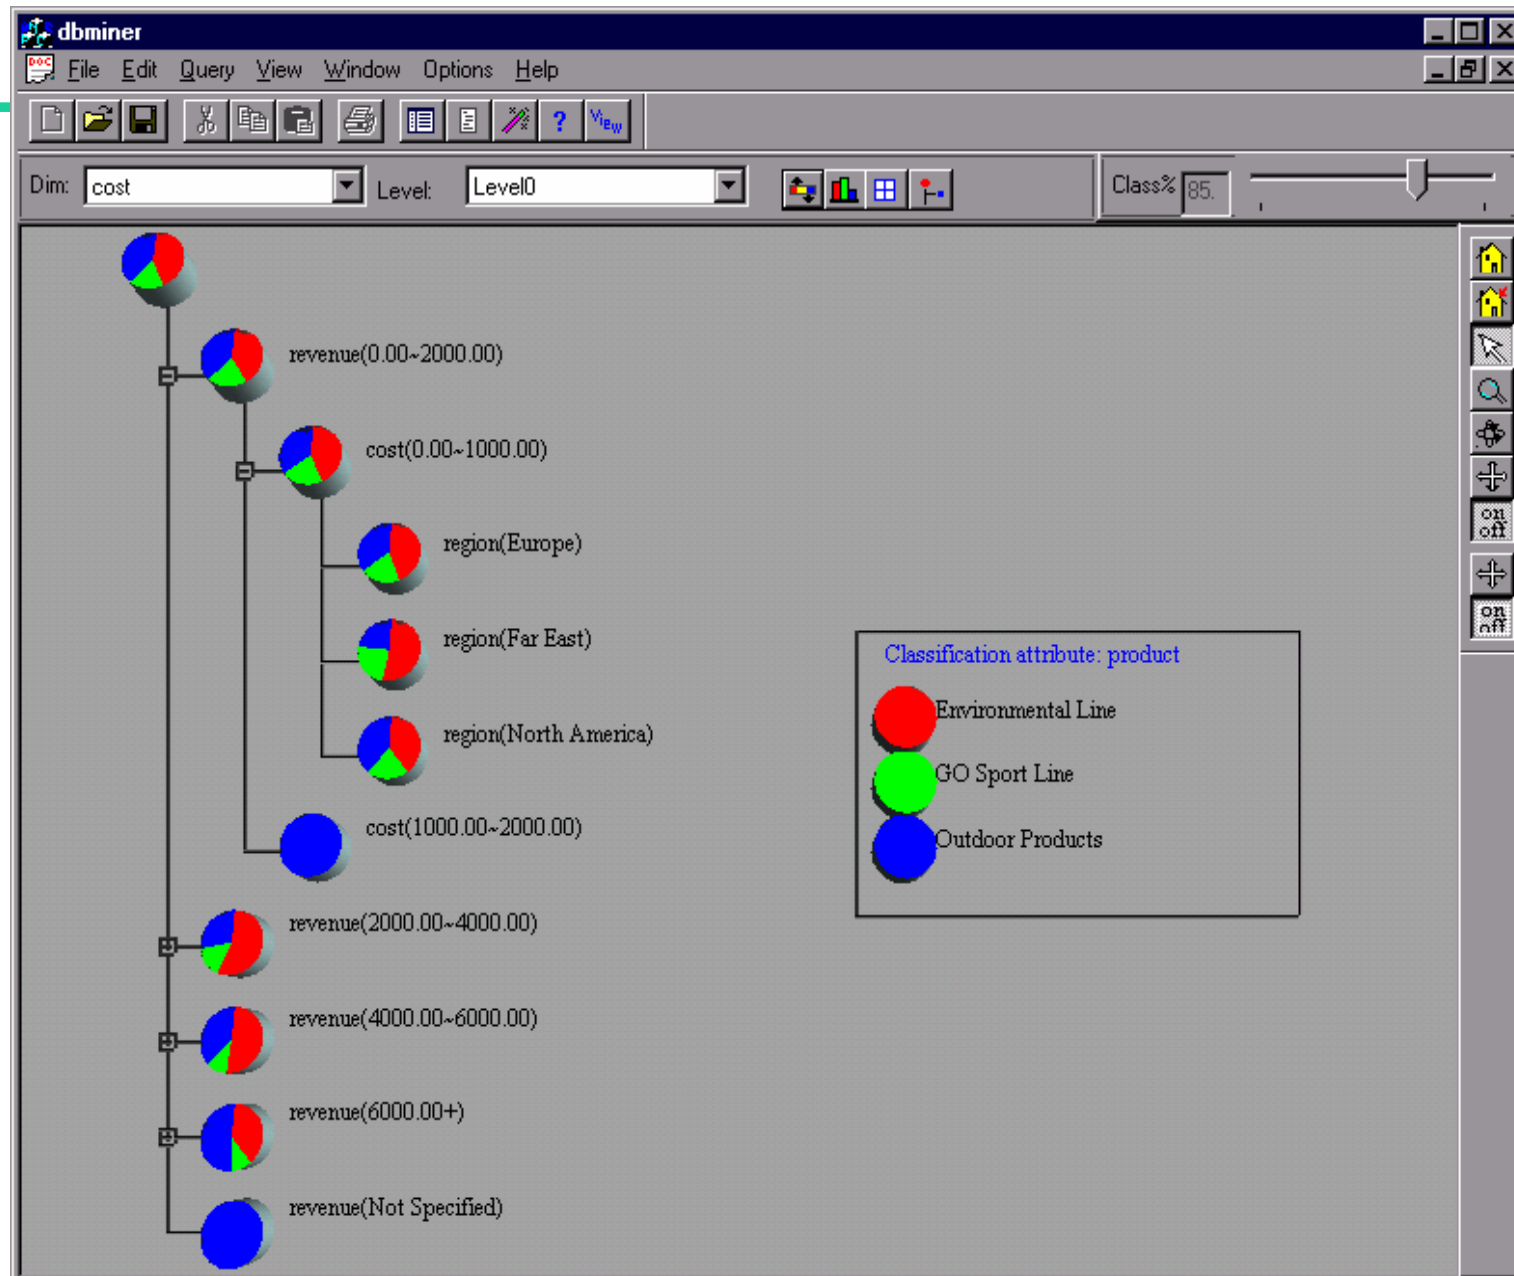 dbminer
DOC File Edit Query View Window Options Help
? View
Dim: cost Level: Level0 Class% 85.
revenue(0.00~2000.00)
cost(0.00~1000.00)
region(Europe)
region(Far East)
region(North America)
cost(1000.00~2000.00)
revenue(2000.00~4000.00)
revenue(4000.00~6000.00)
revenue(6000.00+)
revenue(Not Specified)
Classification attribute: product
Environmental Line
GO Sport Line
Outdoor Products
on
off
on
off